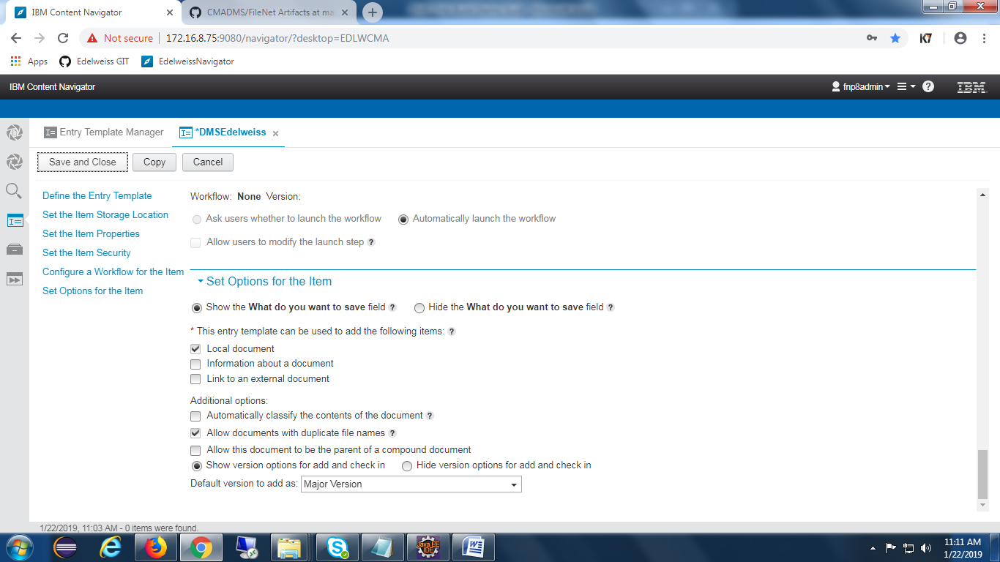 IBM Content Navigator
CMADMS/FileNet Artifacts at ma
Not secure | 172.16.8.75:9080/navigator/?desktop=EDLWCMA
Apps
Edelweiss GIT
EdelweissNavigator
IBM Content Navigator
fnp8admin
IBM
Entry Template Manager
*DMSEdelweiss
Save and Close
Copy
Cancel
Define the Entry Template
Set the Item Storage Location
Set the Item Properties
Set the Item Security
Configure a Workflow for the Item
Set Options for the Item
Workflow: None Version:
Ask users whether to launch the workflow
Automatically launch the workflow
Allow users to modify the launch step ?
Set Options for the Item
Show the What do you want to save field ?
Hide the What do you want to save field ?
* This entry template can be used to add the following items: ?
Local document
Information about a document
Link to an external document
Additional options:
Automatically classify the contents of the document ?
Allow documents with duplicate file names ?
Allow this document to be the parent of a compound document
Show version options for add and check in
Hide version options for add and check in
Default version to add as: Major Version
1/22/2019, 11:03 AM - 0 items were found.
Java EE
IDE
11:11 AM
1/22/2019